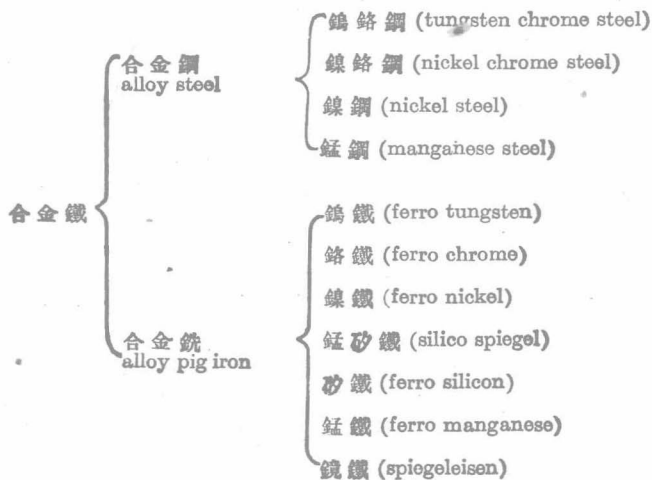 鎢鉻鋼 (tungsten chrome steel)
合金鋼
alloy steel
鎳鉻鋼 (nickel chrome steel)
鎳鋼 (nickel steel)
錳鋼 (manganese steel)
合金鐵
鎢鐵 (ferro tungsten)
鉻鐵 (ferro chrome)
鎳鐵 (ferro nickel)
合金銑
alloy pig iron
錳矽鐵 (silico spiegel)
矽鐵 (ferro silicon)
錳鐵 (ferro manganese)
鏡鐵 (spiegeleisen)